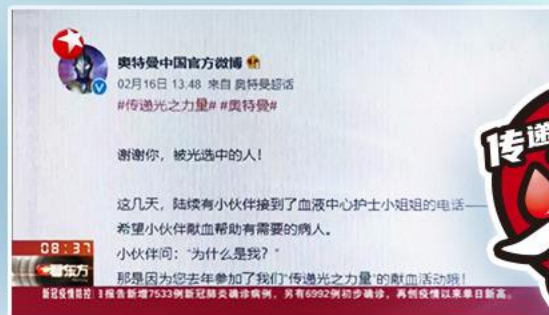 奥特曼中国官方微博
02月16日 13:48 来自 奥特曼超话
#传递光之力量# #奥特曼#
谢谢你，被光选中的人！
这几天，陆续有小伙伴接到了血液中心护士小姐姐的电话——
希望小伙伴献血帮助有需要的病人。
小伙伴问：“为什么是我？”
那是因为您去年参加了我们“传递光之力量”的献血活动哦！
传递
08:37
看东方
新冠疫情防控
报告新增7533例新冠肺炎确诊病例，另有6992例初步确诊，再创疫情以来单日新高。